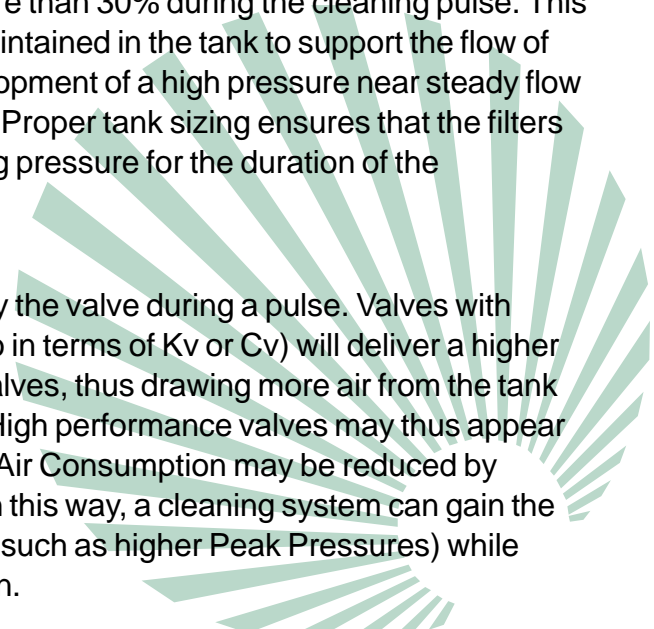 than 30% during the cleaning pulse. This
intained in the tank to support the flow of
opment of a high pressure near steady flow
Proper tank sizing ensures that the filters
g pressure for the duration of the
y the valve during a pulse. Valves with
in terms of Kv or Cv) will deliver a higher
alves, thus drawing more air from the tank
High performance valves may thus appear
Air Consumption may be reduced by
this way, a cleaning system can gain the
such as higher Peak Pressures) while
n.